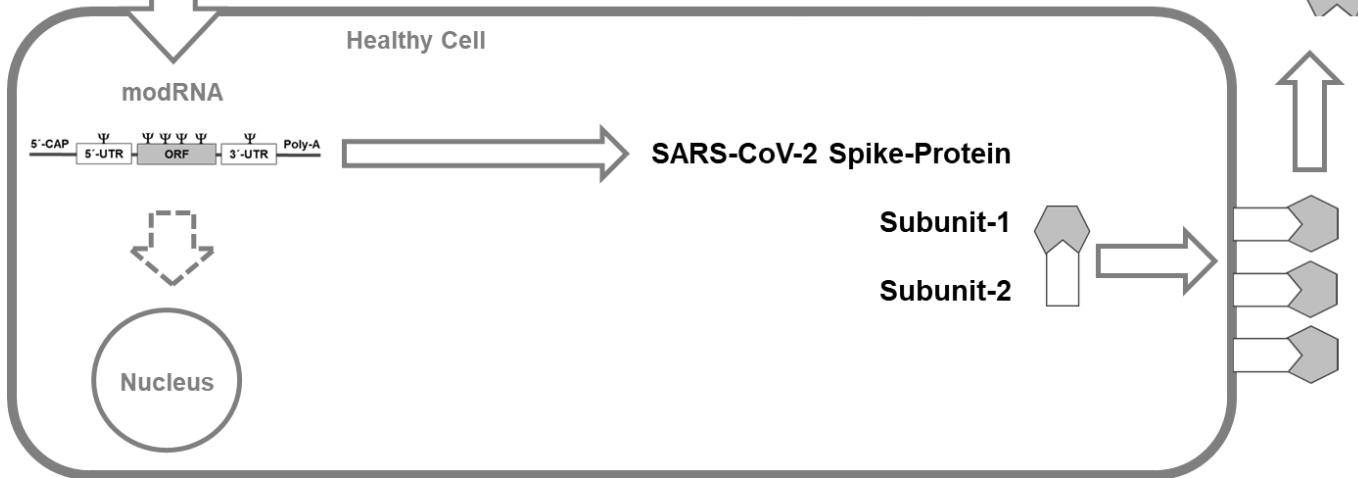 Healthy Cell
modRNA
Ψ Ψ Ψ Ψ Ψ Ψ
5´-CAP 5´-UTR ORF 3´-UTR Poly-A
SARS-CoV-2 Spike-Protein
Subunit-1
Subunit-2
Nucleus